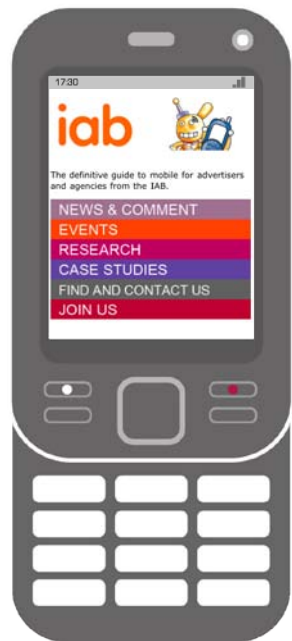 17:30
iab
The definitive guide to mobile for advertisers
and agencies from the IAB.
NEWS & COMMENT
EVENTS
RESEARCH
CASE STUDIES
FIND AND CONTACT US
JOIN US